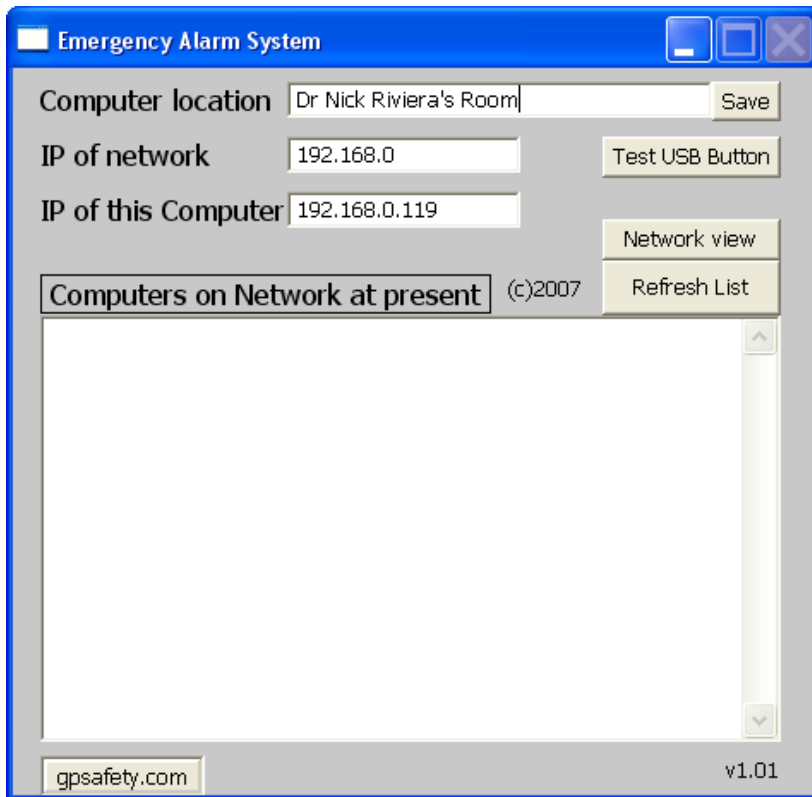 Emergency Alarm System
Computer location Dr Nick Riviera's Room Save
IP of network 192.168.0 Test USB Button
IP of this Computer 192.168.0.119
Network view
Computers on Network at present (c)2007 Refresh List
gpsafety.com v1.01